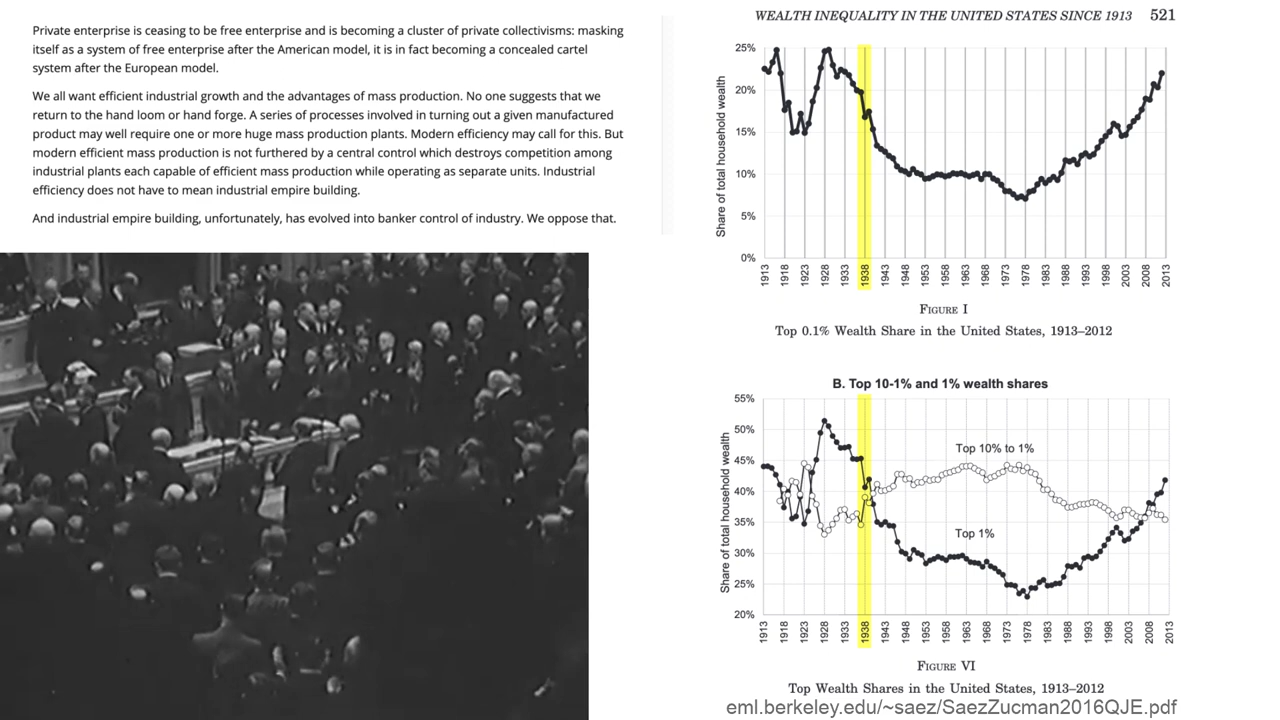 Private enterprise is ceasing to be free enterprise and is becoming a cluster of private collectivisms: masking
itself as a system of free enterprise after the American model, it is in fact becoming a concealed cartel
system after the European model.
We all want efficient industrial growth and the advantages of mass production. No one suggests that we
return to the hand loom or hand forge. A series of processes involved in turning out a given manufactured
product may well require one or more huge mass production plants. Modern efficiency may call for this. But
modern efficient mass production is not furthered by a central control which destroys competition among
industrial plants each capable of efficient mass production while operating as separate units. Industrial
efficiency does not have to mean industrial empire building.
And industrial empire building, unfortunately, has evolved into banker control of industry. We oppose that.
WEALTH INEQUALITY IN THE UNITED STATES SINCE 1913 521
Share of total household wealth
25%
20%
15%
10%
5%
0%
1913 1918 1923 1928 1933 1938 1943 1948 1953 1958 1963 1968 1973 1978 1983 1988 1993 1998 2003 2008 2013
FIGURE I
Top 0.1% Wealth Share in the United States, 1913–2012
B. Top 10-1% and 1% wealth shares
Share of total household wealth
55%
50%
45%
40%
35%
30%
25%
20%
Top 10% to 1%
Top 1%
1913 1918 1923 1928 1933 1938 1943 1948 1953 1958 1963 1968 1973 1978 1983 1988 1993 1998 2003 2008 2013
FIGURE VI
Top Wealth Shares in the United States, 1913–2012
eml.berkeley.edu/~saez/SaezZucman2016QJE.pdf